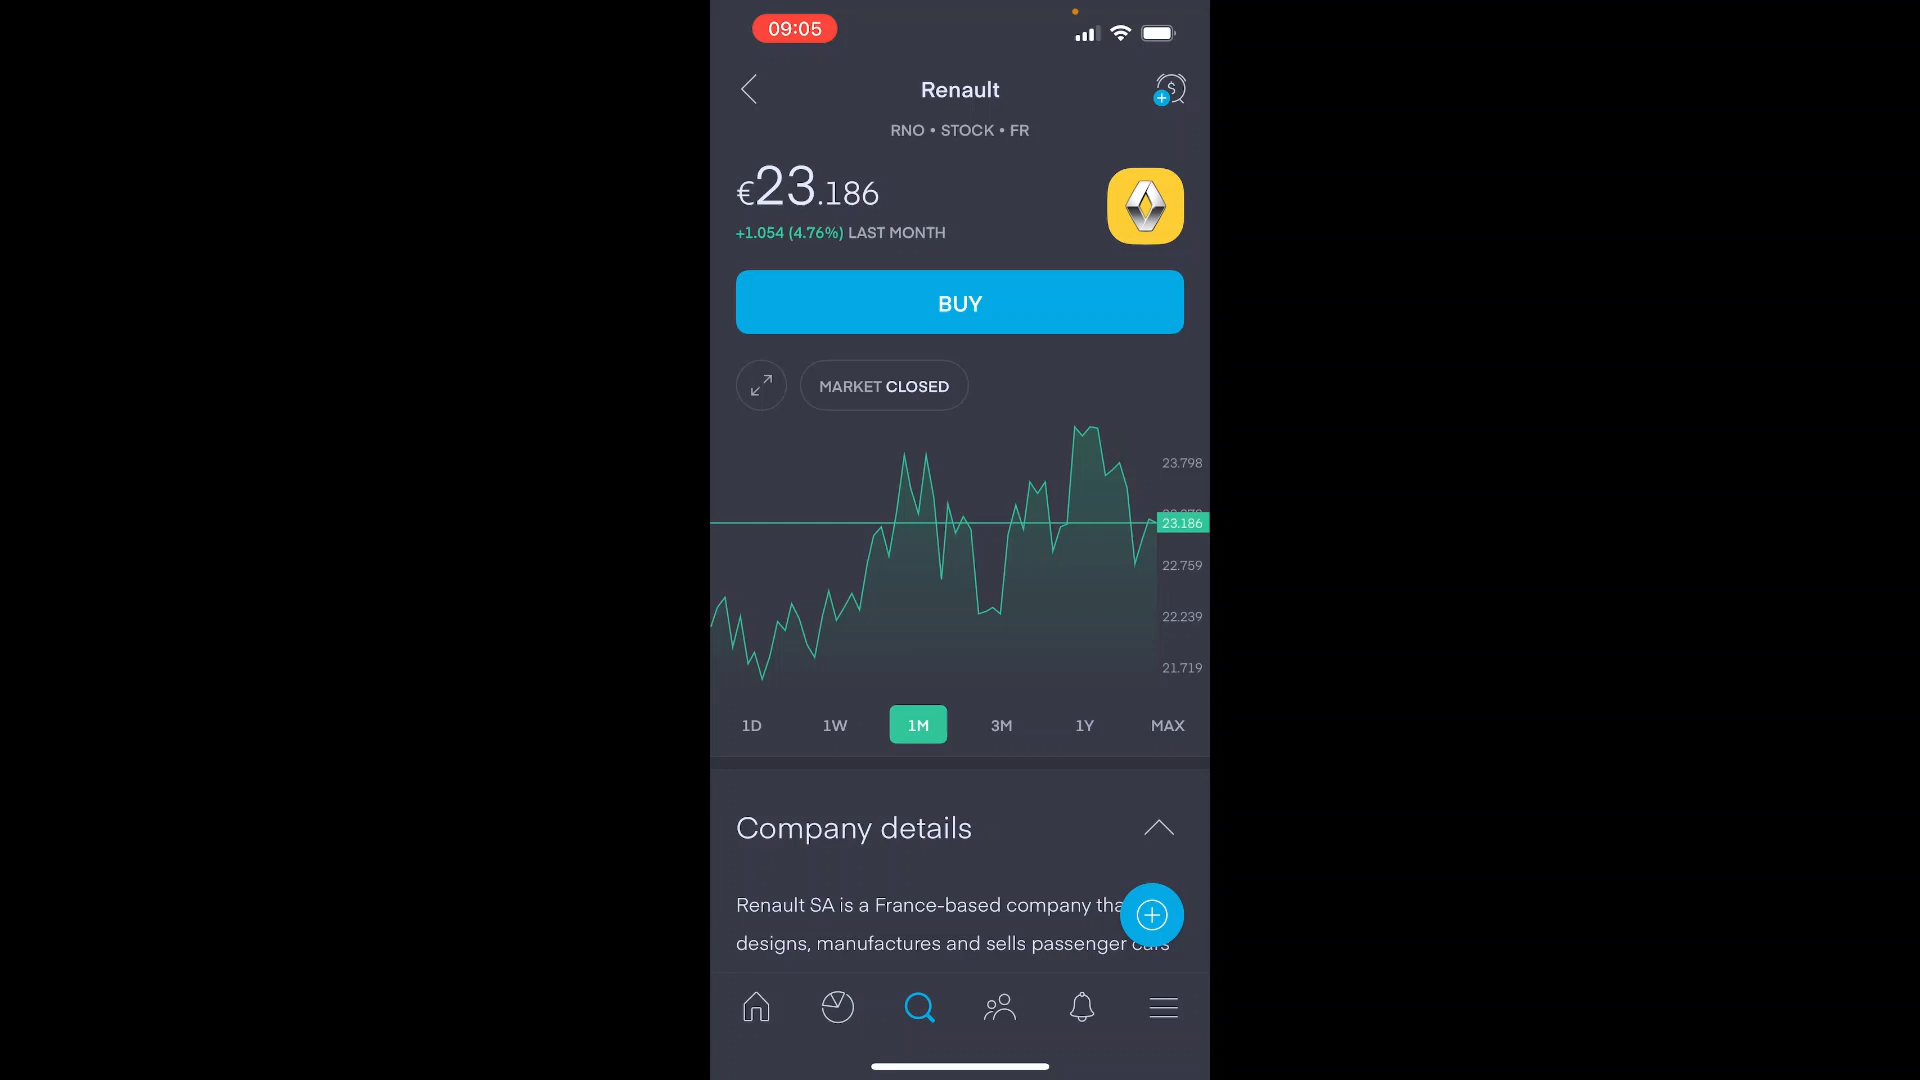 09:05
Renault
RNO • STOCK • FR
€23.186
+1.054 (4.76%) LAST MONTH
BUY
MARKET CLOSED
23.798
23.186
22.759
22.239
21.719
1D 1W 1M 3M 1Y MAX
Company details
Renault SA is a France-based company
designs, manufactures and sells passenger cars